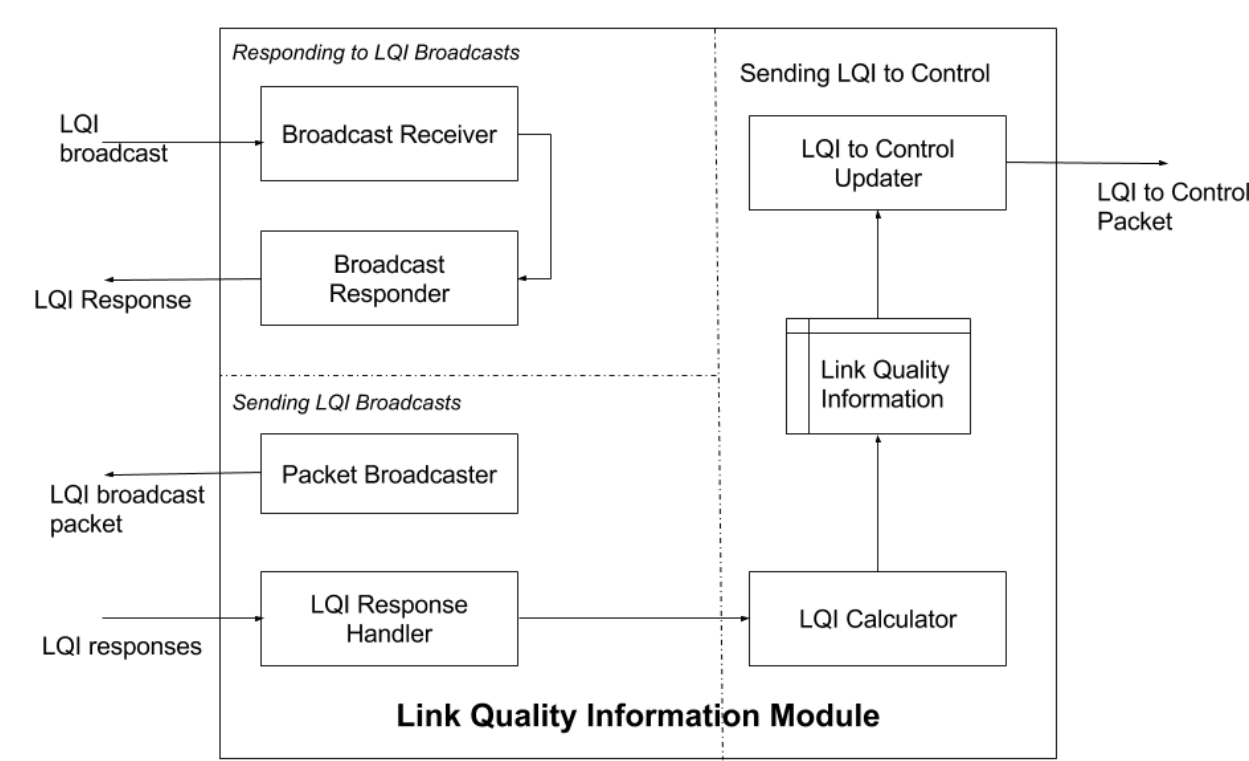 Responding to LQI Broadcasts
LQI
broadcast
Broadcast Receiver
Broadcast
Responder
LQI Response
Sending LQI Broadcasts
Packet Broadcaster
LQI broadcast
packet
LQI Response
Handler
LQI responses
Sending LQI to Control
LQI to Control
Updater
LQI to Control
Packet
Link Quality
Information
LQI Calculator
Link Quality Information Module